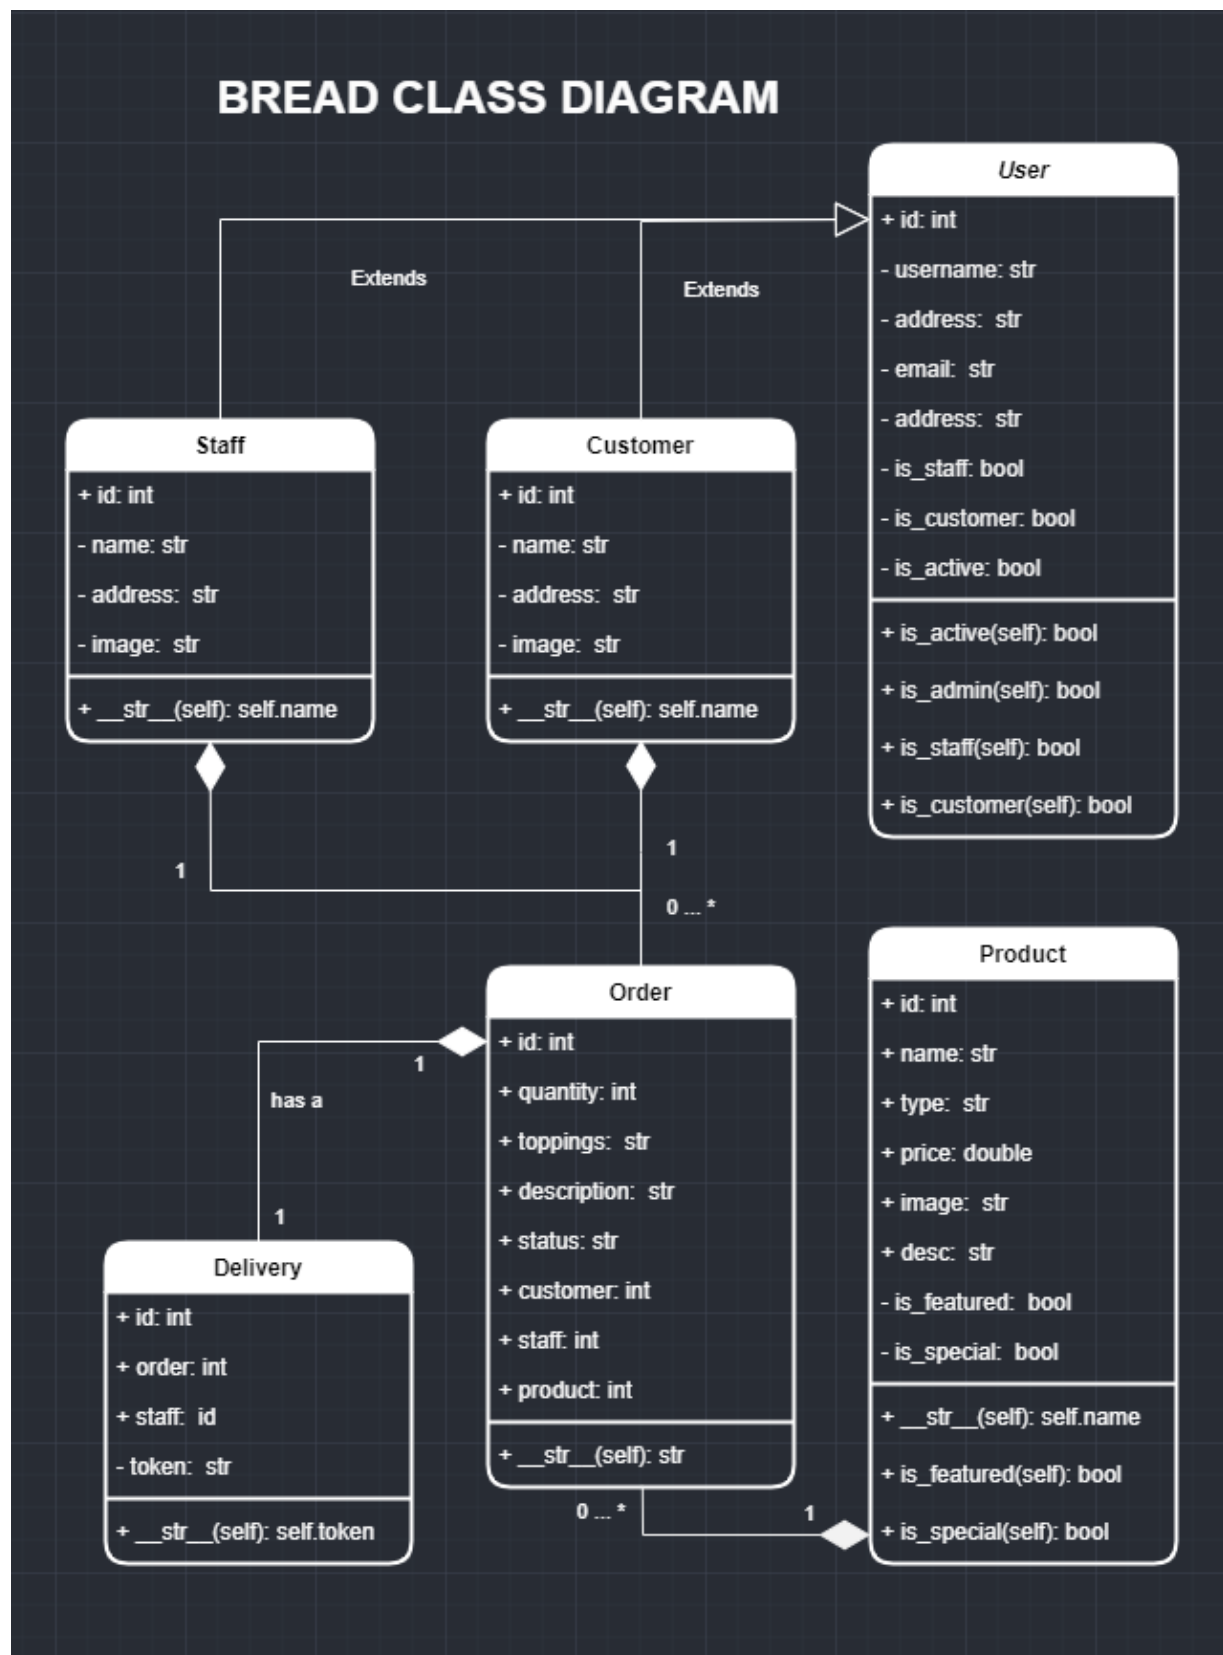 BREAD CLASS DIAGRAM
User
+ id: int
- username: str
- address:  str
- email:  str
- address:  str
- is_staff: bool
- is_customer: bool
- is_active: bool
+ is_active(self): bool
+ is_admin(self): bool
+ is_staff(self): bool
+ is_customer(self): bool
Extends
Extends
Staff
+ id: int
- name: str
- address:  str
- image:  str
+ __str__(self): self.name
Customer
+ id: int
- name: str
- address:  str
- image:  str
+ __str__(self): self.name
1
1
0 ... *
Order
+ id: int
+ quantity: int
+ toppings:  str
+ description:  str
+ status: str
+ customer: int
+ staff: int
+ product: int
+ __str__(self): str
1
has a
1
Delivery
+ id: int
+ order: int
+ staff:  id
- token:  str
+ __str__(self): self.token
Product
+ id: int
+ name: str
+ type:  str
+ price: double
+ image:  str
+ desc:  str
- is_featured:  bool
- is_special:  bool
+ __str__(self): self.name
+ is_featured(self): bool
+ is_special(self): bool
0 ... *
1